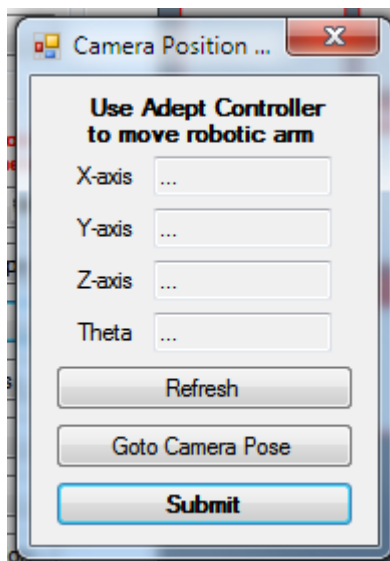 Camera Position ...
Use Adept Controller
to move robotic arm
X-axis ...
Y-axis ...
Z-axis ...
Theta ...
Refresh
Goto Camera Pose
Submit